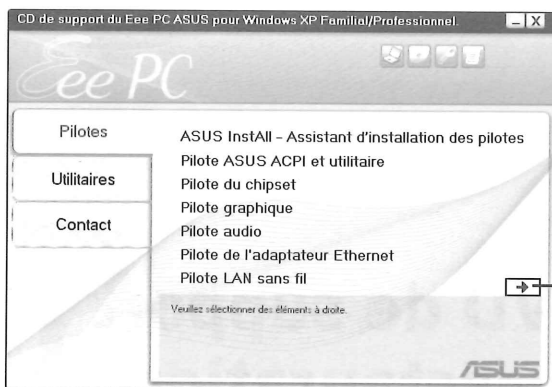 CD de support du Eee PC ASUS pour Windows XP Familial/Professionnel.
Eee PC
Pilotes
ASUS InstAll - Assistant d'installation des pilotes
Pilote ASUS ACPI et utilitaire
Utilitaires
Pilote du chipset
Pilote graphique
Contact
Pilote audio
Pilote de l'adaptateur Ethernet
Pilote LAN sans fil
Veuillez sélectionner des éléments à droite.
ASUS